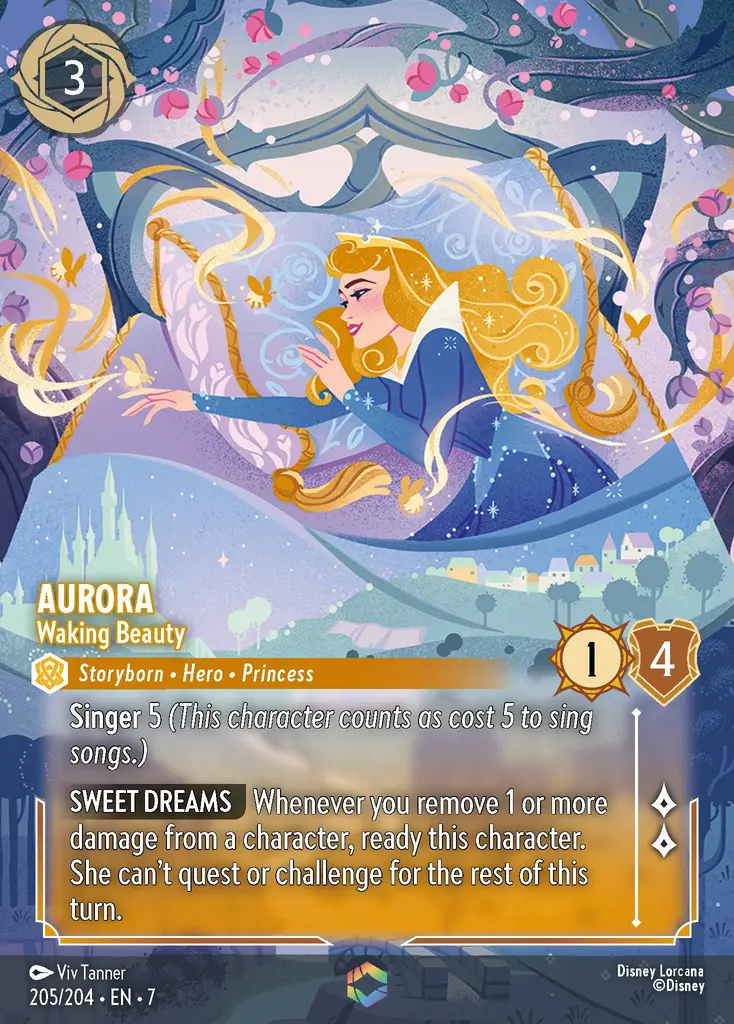 3
AURORA
Waking Beauty
Storyborn • Hero • Princess
1 4
Singer 5 (This character counts as cost 5 to sing
songs.)
SWEET DREAMS Whenever you remove 1 or more
damage from a character, ready this character.
She can't quest or challenge for the rest of this
turn.
Viv Tanner
205/204 • EN • 7
Disney Lorcana
©Disney